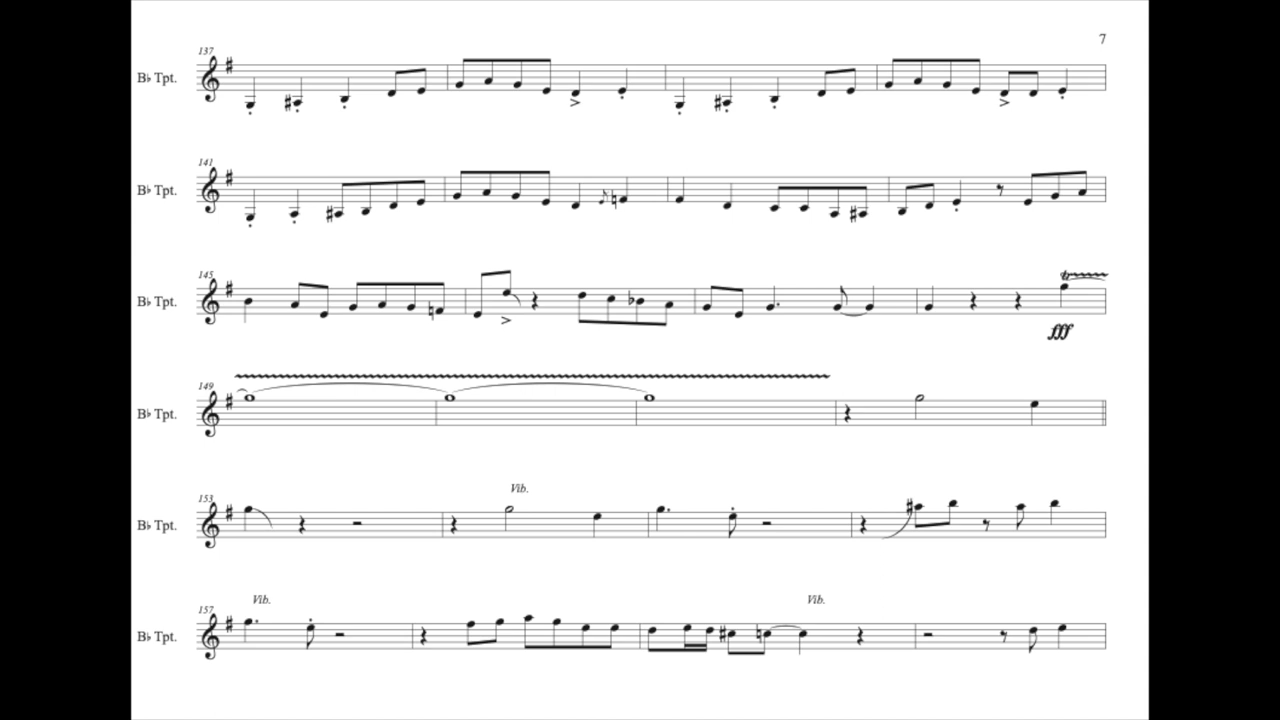 7
137
B♭ Tpt.
141
B♭ Tpt.
145
B♭ Tpt.
fff
149
B♭ Tpt.
Vib.
153
B♭ Tpt.
Vib. Vib.
157
B♭ Tpt.